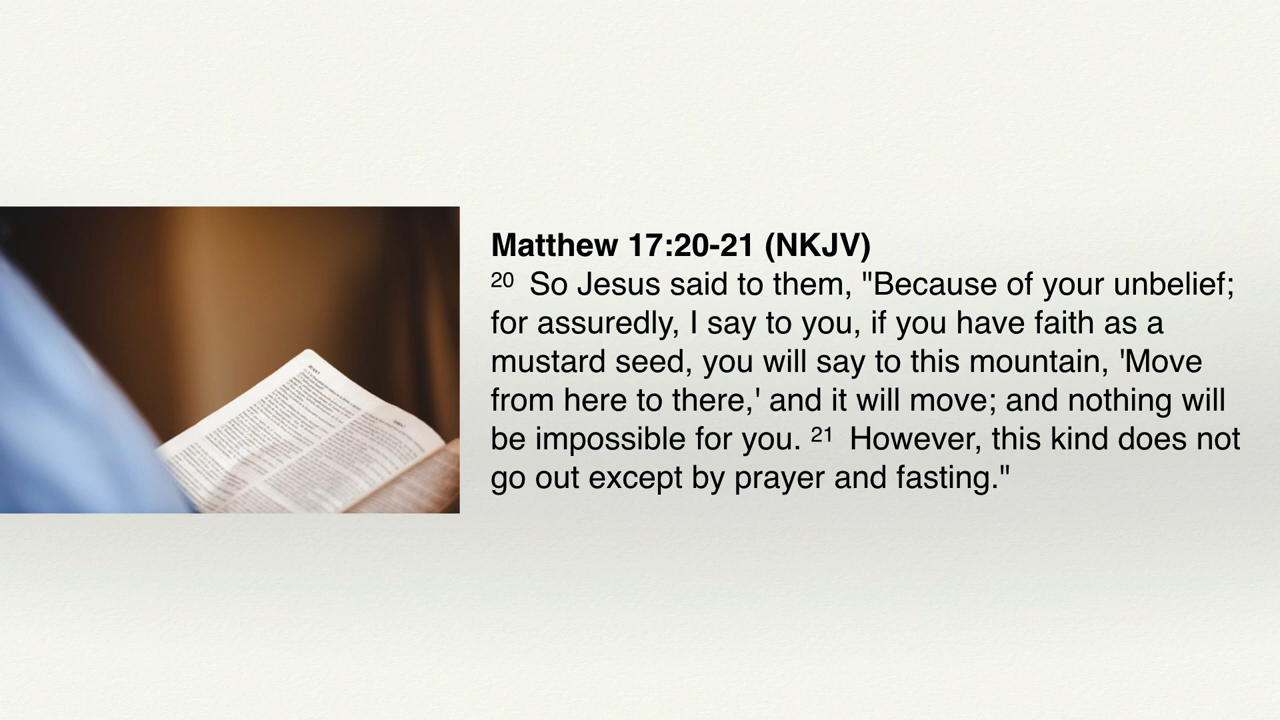 Matthew 17:20-21 (NKJV)
20 So Jesus said to them, "Because of your unbelief;
for assuredly, I say to you, if you have faith as a
mustard seed, you will say to this mountain, 'Move
from here to there,' and it will move; and nothing will
be impossible for you. 21 However, this kind does not
go out except by prayer and fasting."